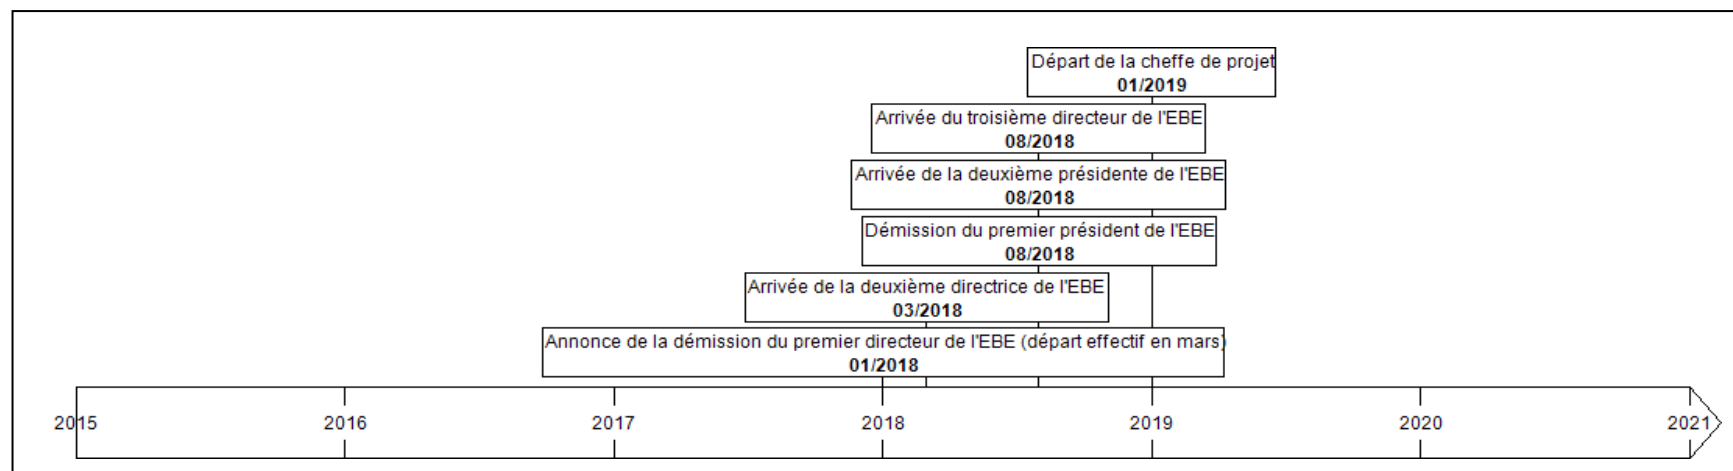 Départ de la cheffe de projet
01/2019
Arrivée du troisième directeur de l'EBE
08/2018
Arrivée de la deuxième présidente de l'EBE
08/2018
Démission du premier président de l'EBE
08/2018
Arrivée de la deuxième directrice de l'EBE
03/2018
Annonce de la démission du premier directeur de l'EBE (départ effectif en mars)
01/2018
2015 2016 2017 2018 2019 2020 2021